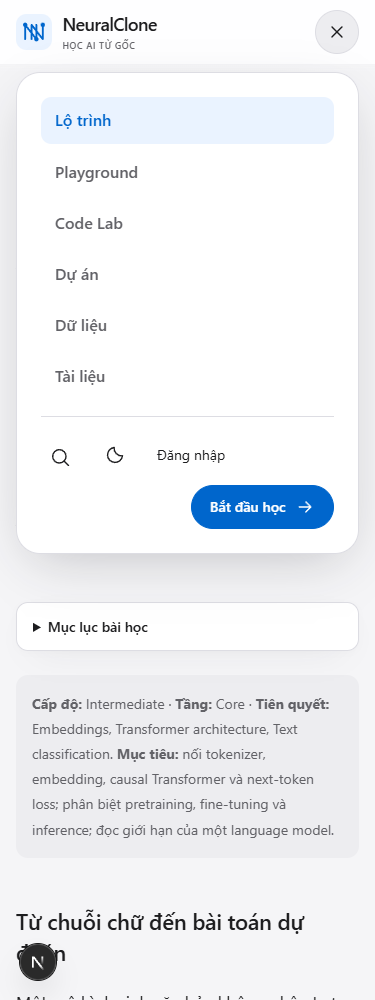 NeuralClone
HỌC AI TỪ GỐC
Lộ trình
Playground
Code Lab
Dự án
Dữ liệu
Tài liệu
Đăng nhập
Bắt đầu học
Mục lục bài học
Cấp độ: Intermediate · Tầng: Core · Tiên quyết:
Embeddings, Transformer architecture, Text
classification. Mục tiêu: nối tokenizer,
embedding, causal Transformer và next-token
loss; phân biệt pretraining, fine-tuning và
inference; đọc giới hạn của một language model.
Từ chuỗi chữ đến bài toán dự
N